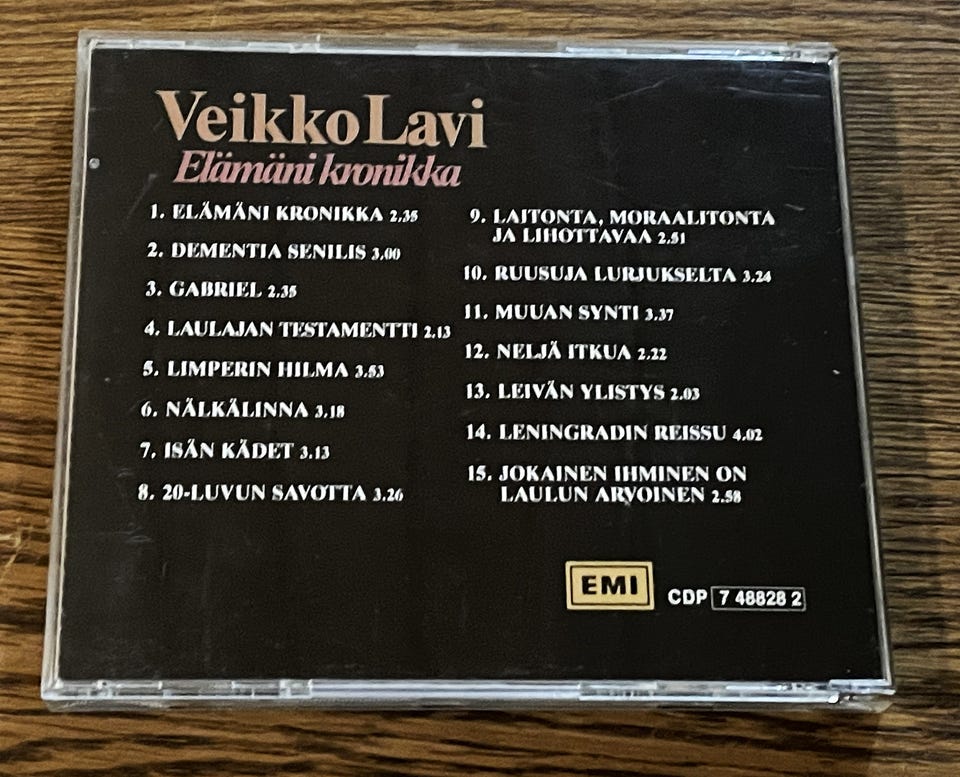 Veikko Lavi
Elämäni kronikka
1. ELÄMÄNI KRONIKKA 2.35
2. DEMENTIA SENILIS 3.00
3. GABRIEL 2.35
4. LAULAJAN TESTAMENTTI 2.13
5. LIMPERIN HILMA 3.53
6. NÄLKÄLINNA 3.18
7. ISÄN KÄDET 3.13
8. 20-LUVUN SAVOTTA 3.26
9. LAITONTA, MORAALITONTA
JA LIHOTTAVAA 2.51
10. RUUSUJA LURJUKSELTA 3.24
11. MUUAN SYNTI 3.37
12. NELJÄ ITKUA 2.22
13. LEIVÄN YLISTYS 2.03
14. LENINGRADIN REISSU 4.02
15. JOKAINEN IHMINEN ON
LAULUN ARVOINEN 2.58
EMI CDP 7 48828 2